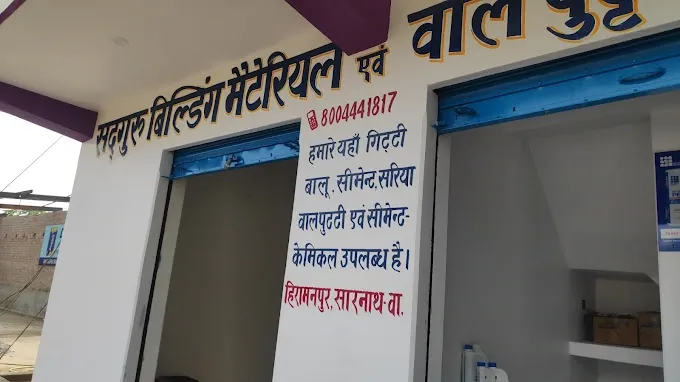 सद्‌गुरु बिल्डिंग मैटेरियल एवं वाल पुट्टी
8004441817
हमारे यहाँ गिट्टी
बालू, सीमेन्ट, सरिया
वालपुट्टी एवं सीमेन्ट-
केमिकल उपलब्ध है।
हिरामनपुर, सारनाथ-वा.